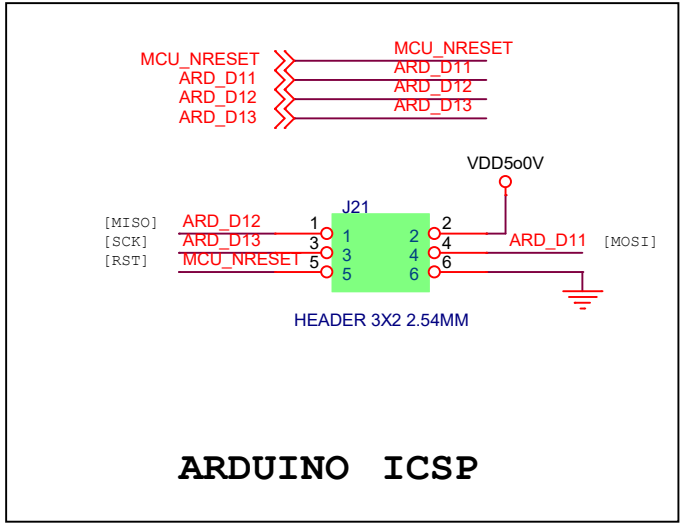 MCU_NRESET MCU_NRESET
ARD_D11 ARD_D11
ARD_D12 ARD_D12
ARD_D13 ARD_D13
VDD5o0V
J21
[MISO] ARD_D12 1 1 2 2
[SCK] ARD_D13 3 3 4 4 ARD_D11 [MOSI]
[RST] MCU_NRESET 5 5 6 6
HEADER 3X2 2.54MM
ARDUINO ICSP